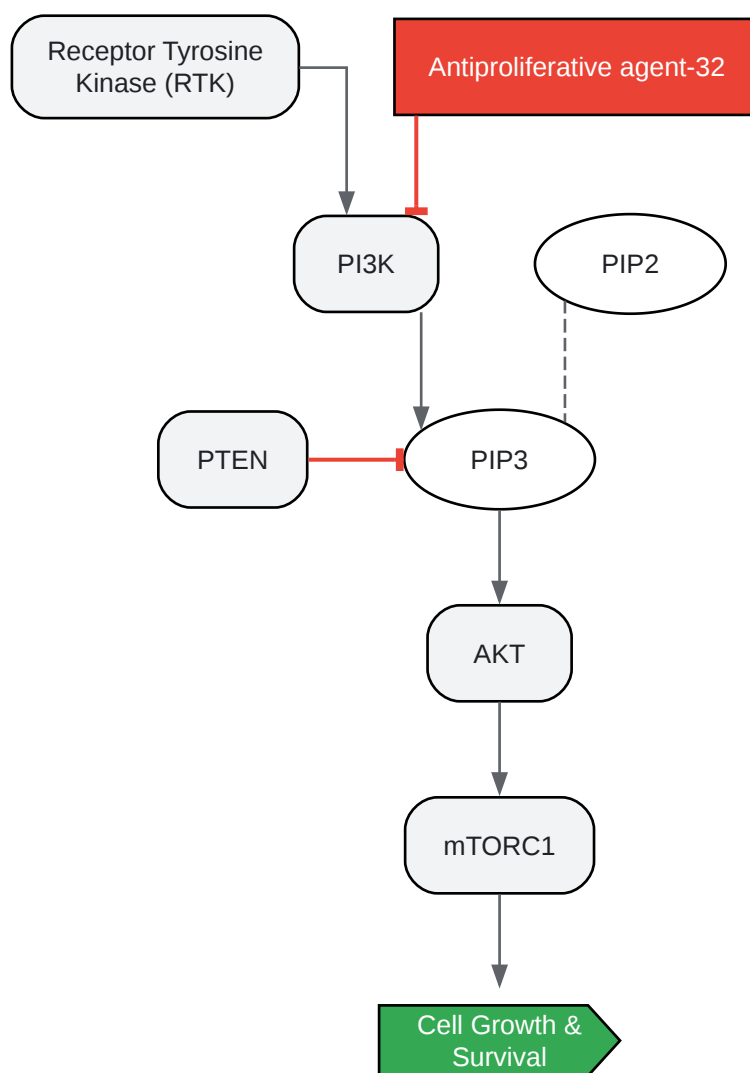 Receptor Tyrosine
Kinase (RTK)
Antiproliferative agent-32
PI3K
PIP2
PTEN
PIP3
AKT
mTORC1
Cell Growth &
Survival